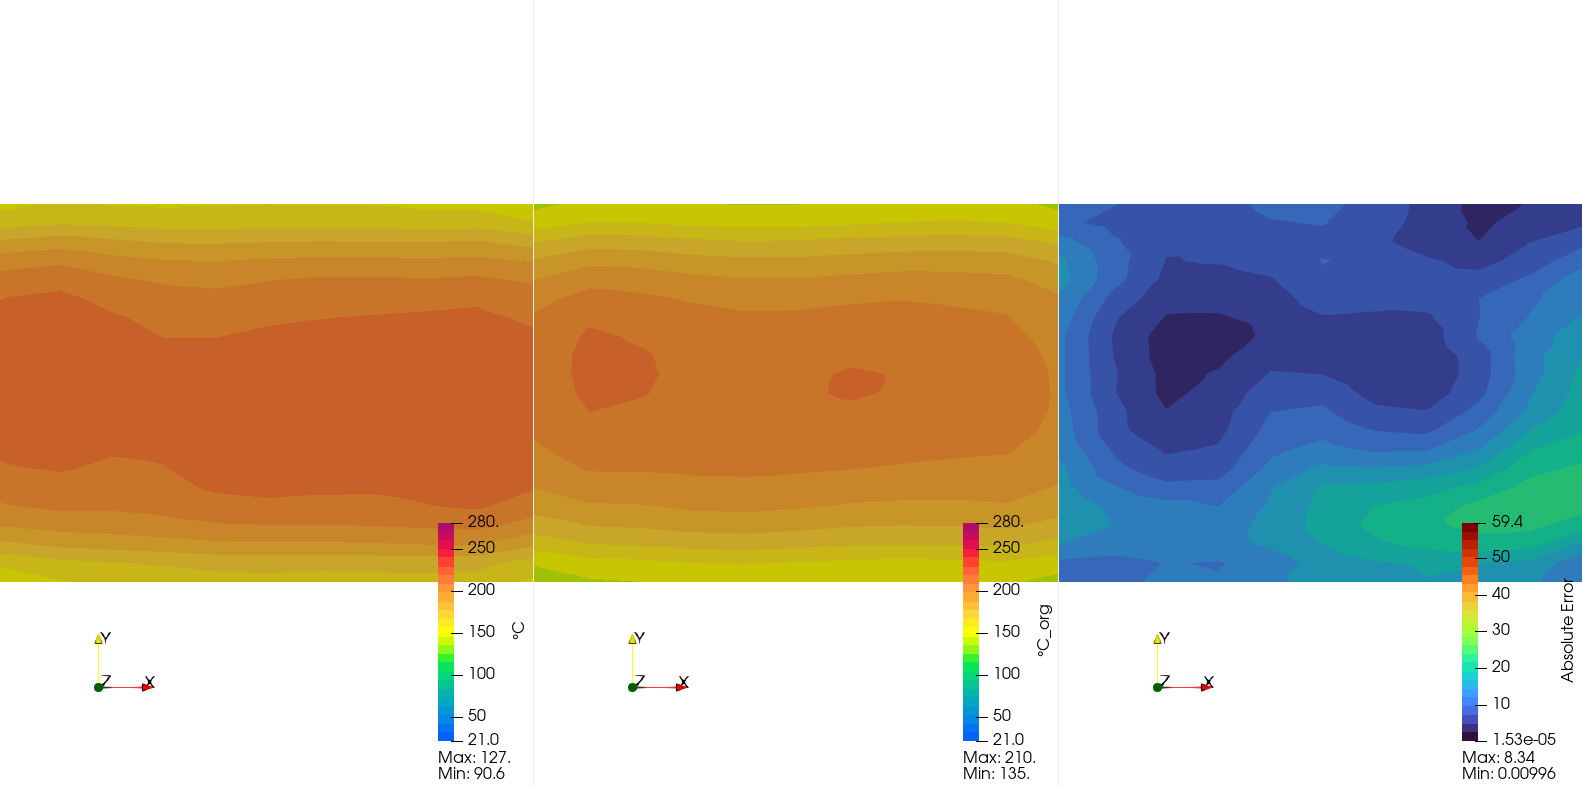 280.
250
200
150
100
50
21.0
°C
Max: 127.
Min: 90.6
Y
Z
X
280.
250
200
150
100
50
21.0
°C_org
Max: 210.
Min: 135.
Y
Z
X
59.4
50
40
30
20
10
1.53e-05
Absolute Error
Max: 8.34
Min: 0.00996
Y
Z
X